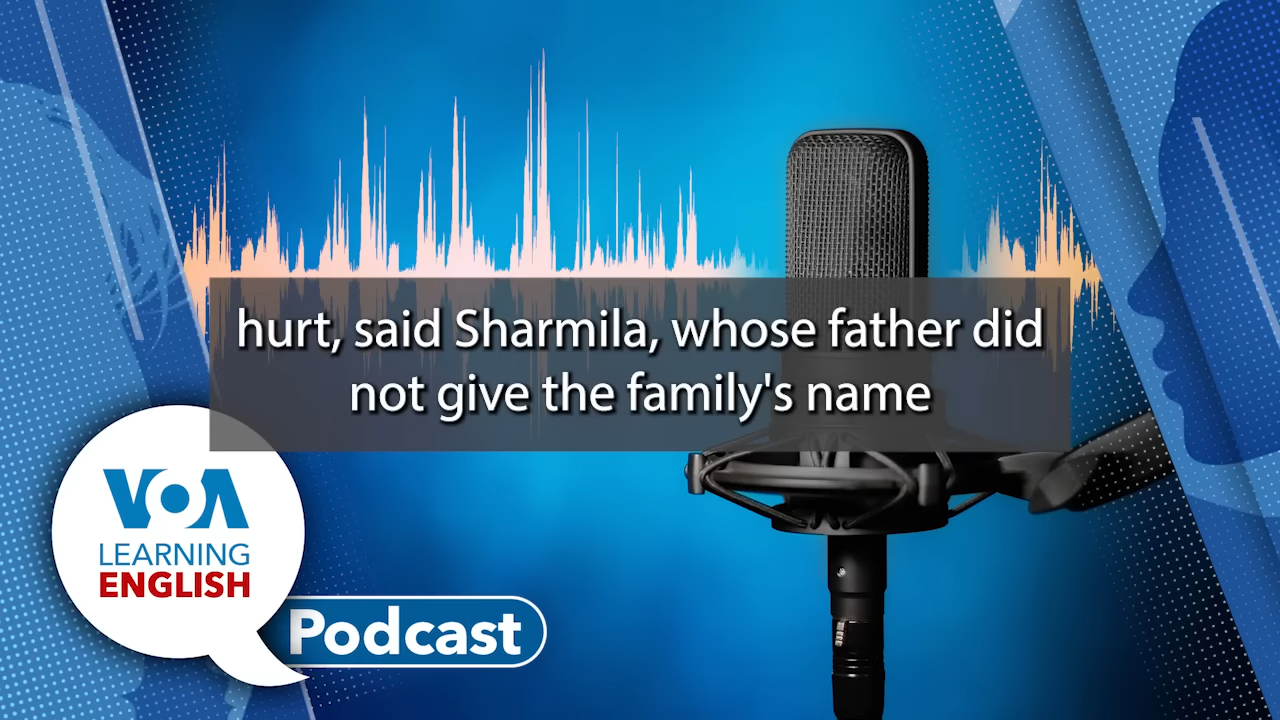 hurt, said Sharmila, whose father did
not give the family's name
VOA
LEARNING
ENGLISH
Podcast